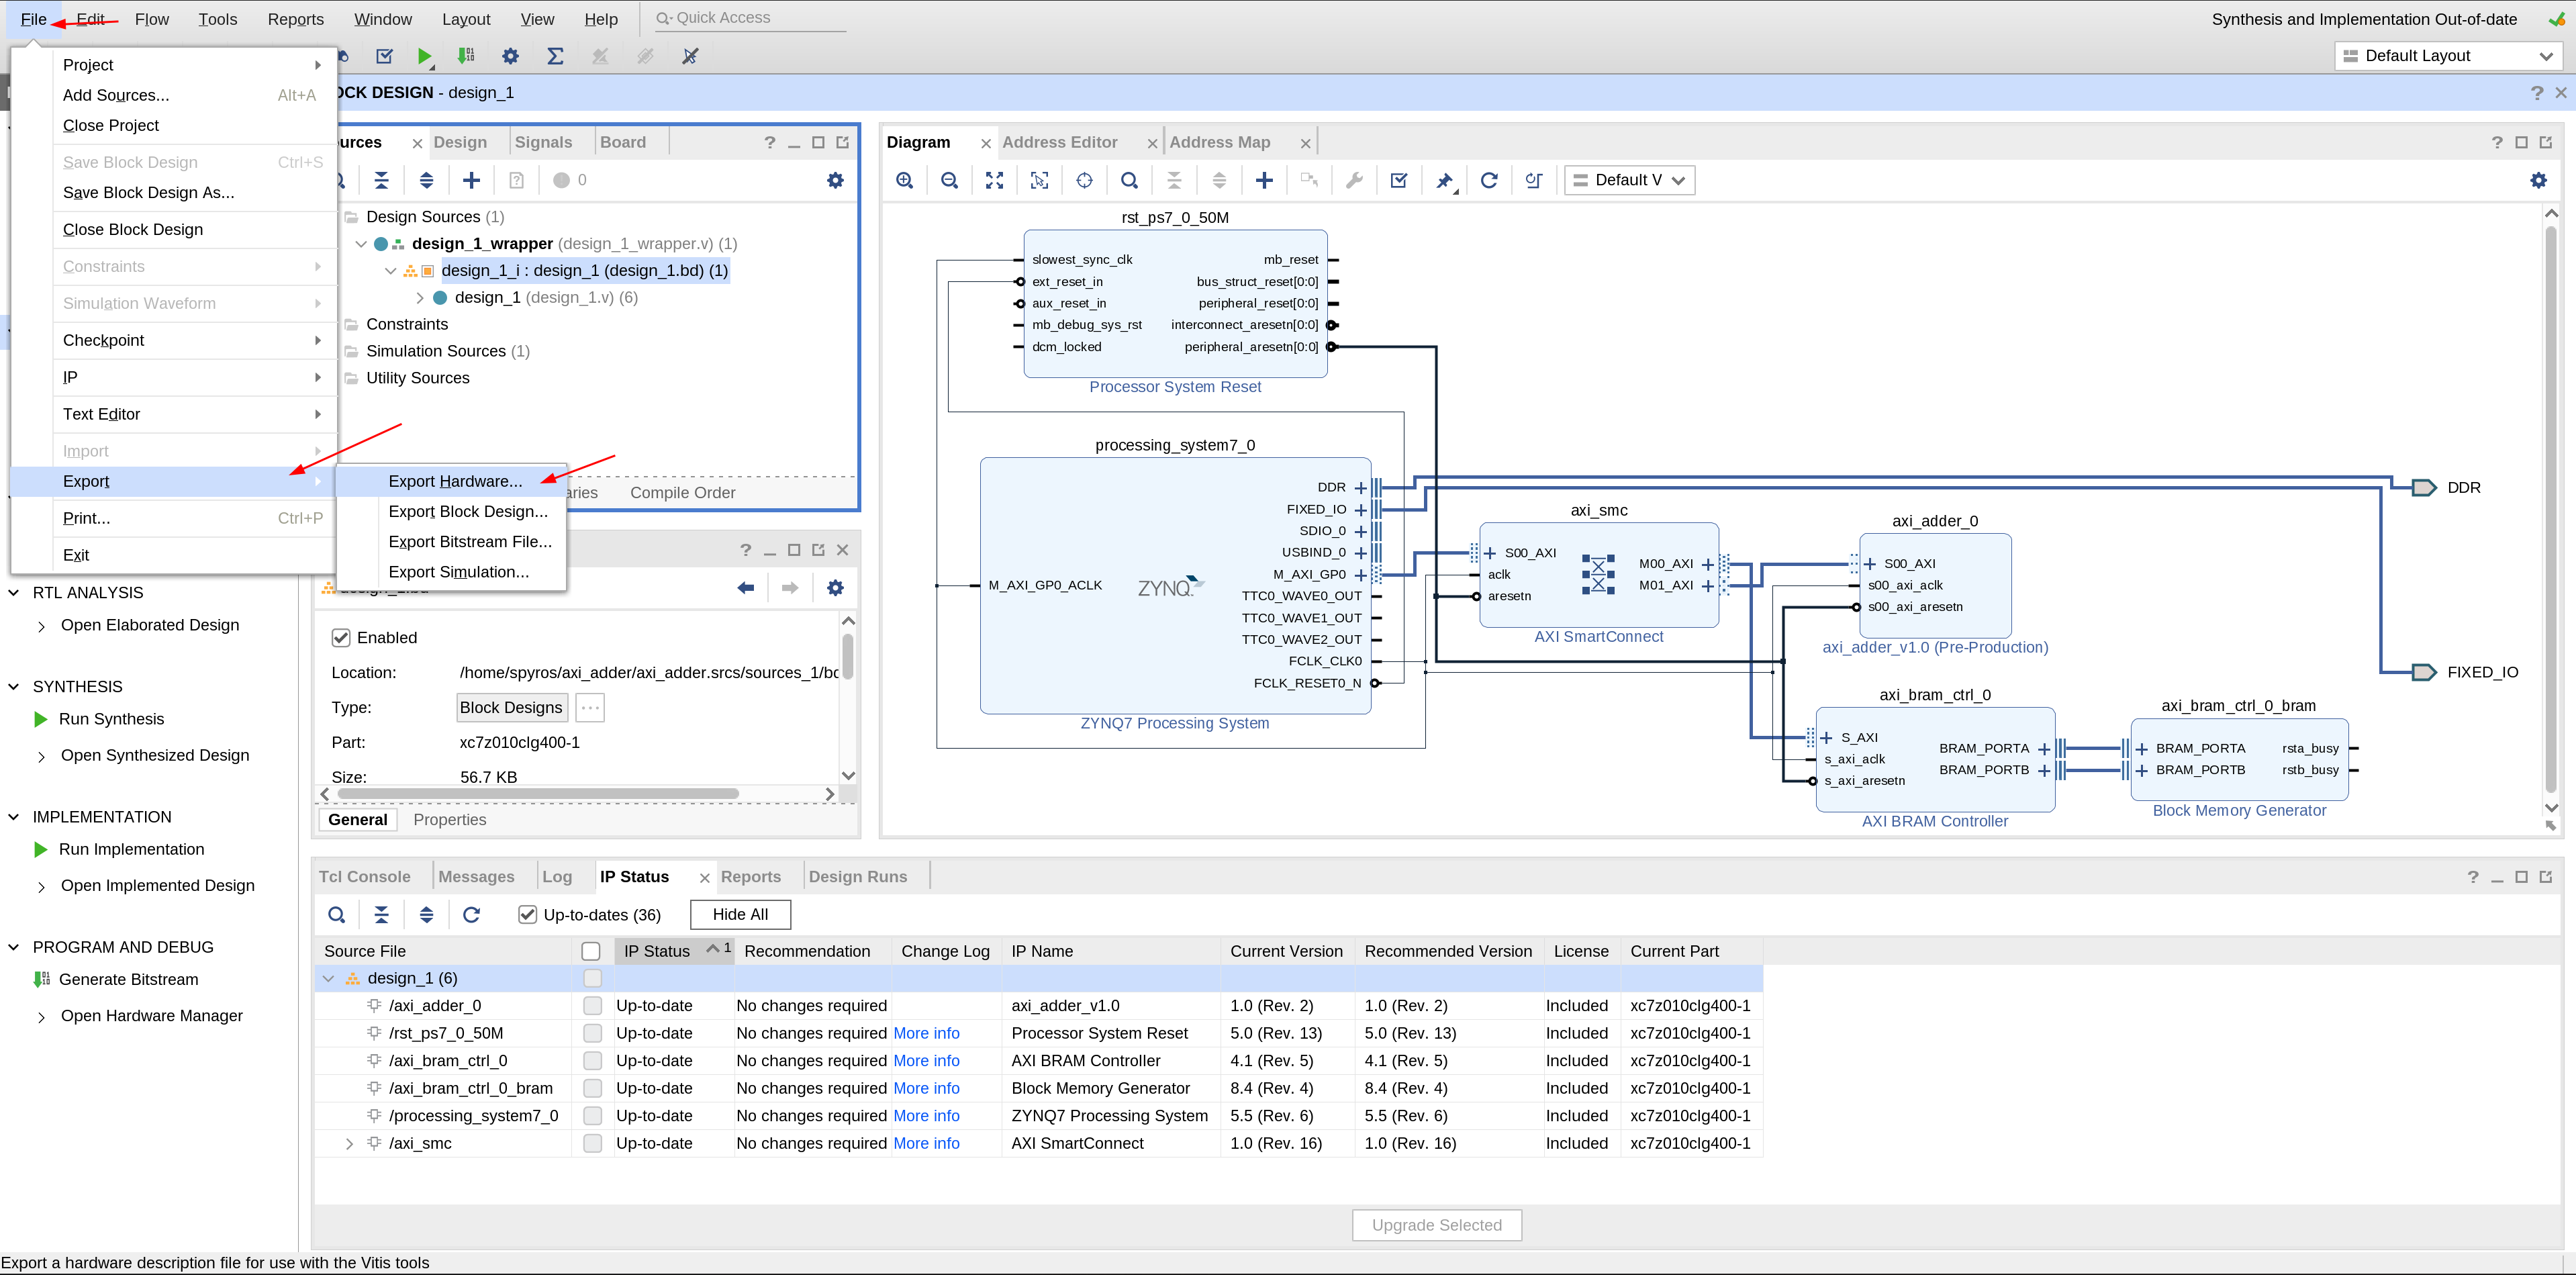 File Edit Flow Tools Reports Window Layout View Help Quick Access
Synthesis and Implementation Out-of-date
Default Layout
Project
Add Sources... Alt+A
Close Project
Save Block Design Ctrl+S
Save Block Design As...
Close Block Design
Constraints
Simulation Waveform
Checkpoint
IP
Text Editor
Import
Export
Print... Ctrl+P
Exit
Export Hardware...
Export Block Design...
Export Bitstream File...
Export Simulation...
OCK DESIGN - design_1
urces Design Signals Board
0
Design Sources (1)
design_1_wrapper (design_1_wrapper.v) (1)
design_1_i : design_1 (design_1.bd) (1)
design_1 (design_1.v) (6)
Constraints
Simulation Sources (1)
Utility Sources
aries Compile Order
Enabled
Location: /home/spyros/axi_adder/axi_adder.srcs/sources_1/bd
Type: Block Designs
Part: xc7z010clg400-1
Size: 56.7 KB
General Properties
RTL ANALYSIS
Open Elaborated Design
SYNTHESIS
Run Synthesis
Open Synthesized Design
IMPLEMENTATION
Run Implementation
Open Implemented Design
PROGRAM AND DEBUG
Generate Bitstream
Open Hardware Manager
Diagram Address Editor Address Map
Default V
rst_ps7_0_50M
slowest_sync_clk mb_reset
ext_reset_in bus_struct_reset[0:0]
aux_reset_in peripheral_reset[0:0]
mb_debug_sys_rst interconnect_aresetn[0:0]
dcm_locked peripheral_aresetn[0:0]
Processor System Reset
processing_system7_0
DDR
FIXED_IO
SDIO_0
USBIND_0
M_AXI_GP0
M_AXI_GP0_ACLK ZYNQ
TTC0_WAVE0_OUT
TTC0_WAVE1_OUT
TTC0_WAVE2_OUT
FCLK_CLK0
FCLK_RESET0_N
ZYNQ7 Processing System
axi_smc
S00_AXI M00_AXI
aclk M01_AXI
aresetn
AXI SmartConnect
axi_adder_0
S00_AXI
s00_axi_aclk
s00_axi_aresetn
axi_adder_v1.0 (Pre-Production)
axi_bram_ctrl_0
S_AXI BRAM_PORTA
s_axi_aclk BRAM_PORTB
s_axi_aresetn
AXI BRAM Controller
axi_bram_ctrl_0_bram
BRAM_PORTA rsta_busy
BRAM_PORTB rstb_busy
Block Memory Generator
DDR
FIXED_IO
Tcl Console Messages Log IP Status Reports Design Runs
Up-to-dates (36) Hide All
Source File IP Status 1 Recommendation Change Log IP Name Current Version Recommended Version License Current Part
design_1 (6)
/axi_adder_0 Up-to-date No changes required axi_adder_v1.0 1.0 (Rev. 2) 1.0 (Rev. 2) Included xc7z010clg400-1
/rst_ps7_0_50M Up-to-date No changes required More info Processor System Reset 5.0 (Rev. 13) 5.0 (Rev. 13) Included xc7z010clg400-1
/axi_bram_ctrl_0 Up-to-date No changes required More info AXI BRAM Controller 4.1 (Rev. 5) 4.1 (Rev. 5) Included xc7z010clg400-1
/axi_bram_ctrl_0_bram Up-to-date No changes required More info Block Memory Generator 8.4 (Rev. 4) 8.4 (Rev. 4) Included xc7z010clg400-1
/processing_system7_0 Up-to-date No changes required More info ZYNQ7 Processing System 5.5 (Rev. 6) 5.5 (Rev. 6) Included xc7z010clg400-1
/axi_smc Up-to-date No changes required More info AXI SmartConnect 1.0 (Rev. 16) 1.0 (Rev. 16) Included xc7z010clg400-1
Upgrade Selected
Export a hardware description file for use with the Vitis tools